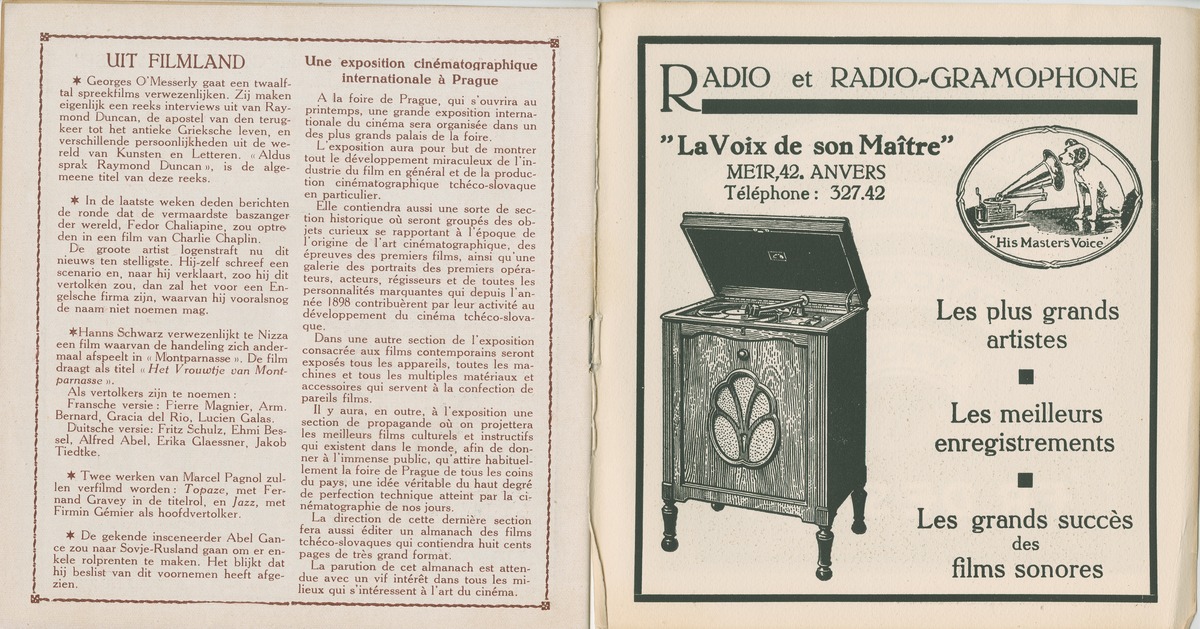 UIT FILMLAND
✶ Georges O'Messerly gaat een twaalf-
tal spreekfilms verwezenlijken. Zij maken
eigenlijk een reeks interviews uit van Ray-
mond Duncan, de apostel van den terug-
keer tot het antieke Grieksche leven, en
verschillende persoonlijkheden uit de we-
reld van Kunsten en Letteren. « Aldus
sprak Raymond Duncan », is de alge-
meene titel van deze reeks.
✶ In de laatste weken deden berichten
de ronde dat de vermaardste baszanger
der wereld, Fedor Chaliapine, zou optre-
den in een film van Charlie Chaplin.
De groote artist logenstraft nu dit
nieuws ten stelligste. Hij-zelf schreef een
scenario en, naar hij verklaart, zoo hij dit
vertolken zou, dan zal het voor een En-
gelsche firma zijn, waarvan hij vooralsnog
de naam niet noemen mag.
✶ Hanns Schwarz verwezenlijkt te Nizza
een film waarvan de handeling zich ander-
maal afspeelt in « Montparnasse ». De film
draagt als titel « Het Vrouwtje van Mont-
parnasse ».
Als vertolkers zijn te noemen :
Fransche versie : Pierre Magnier, Arm.
Bernard, Gracia del Rio, Lucien Galas.
Duitsche versie: Fritz Schulz, Ehmi Bes-
sel, Alfred Abel, Erika Glaessner, Jakob
Tiedtke.
✶ Twee werken van Marcel Pagnol zul-
len verfilmd worden : Topaze, met Fer-
nand Gravey in de titelrol, en Jazz, met
Firmin Gémier als hoofdvertolker.
✶ De gekende insceneerder Abel Gan-
ce zou naar Sovje-Rusland gaan om er en-
kele rolprenten te maken. Het blijkt dat
hij beslist van dit voornemen heeft afge-
zien.
Une exposition cinématographique
internationale à Prague
A la foire de Prague, qui s'ouvrira au
printemps, une grande exposition interna-
tionale du cinéma sera organisée dans un
des plus grands palais de la foire.
L'exposition aura pour but de montrer
tout le développement miraculeux de l'in-
dustrie du film en général et de la produc-
tion cinématographique tchéco-slovaque
en particulier.
Elle contiendra aussi une sorte de sec-
tion historique où seront groupés des ob-
jets curieux se rapportant à l'époque de
l'origine de l'art cinématographique, des
épreuves des premiers films, ainsi qu'une
galerie des portraits des premiers opéra-
teurs, acteurs, régisseurs et de toutes les
personnalités marquantes qui depuis l'an-
née 1898 contribuèrent par leur activité au
développement du cinéma tchéco-slova-
que.
Dans une autre section de l'exposition
consacrée aux films contemporains seront
exposés tous les appareils, toutes les ma-
chines et tous les multiples matériaux et
accessoires qui servent à la confection de
pareils films.
Il y aura, en outre, à l'exposition une
section de propagande où on projettera
les meilleurs films culturels et instructifs
qui existent dans le monde, afin de don-
ner à l'immense public, qu'attire habituel-
lement la foire de Prague de tous les coins
du pays, une idée véritable du haut degré
de perfection technique atteint par la ci-
nématographie de nos jours.
La direction de cette dernière section
fera aussi éditer un almanach des films
tchéco-slovaques qui contiendra huit cents
pages de très grand format.
La parution de cet almanach est atten-
due avec un vif intérêt dans tous les mi-
lieux qui s'intéressent à l'art du cinéma.
RADIO et RADIO-GRAMOPHONE
"La Voix de son Maître"
MEIR, 42. ANVERS
Téléphone : 327.42
"His Master's Voice"
Les plus grands
artistes
■
Les meilleurs
enregistrements
■
Les grands succès
des
films sonores